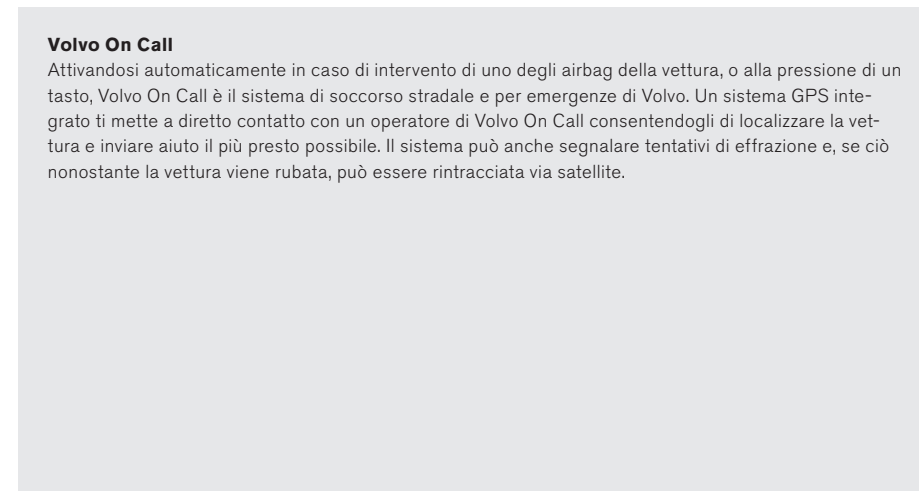 Volvo On Call
Attivandosi automaticamente in caso di intervento di uno degli airbag della vettura, o alla pressione di un
tasto, Volvo On Call è il sistema di soccorso stradale e per emergenze di Volvo. Un sistema GPS inte-
grato ti mette a diretto contatto con un operatore di Volvo On Call consentendogli di localizzare la vet-
tura e inviare aiuto il più presto possibile. Il sistema può anche segnalare tentativi di effrazione e, se ciò
nonostante la vettura viene rubata, può essere rintracciata via satellite.